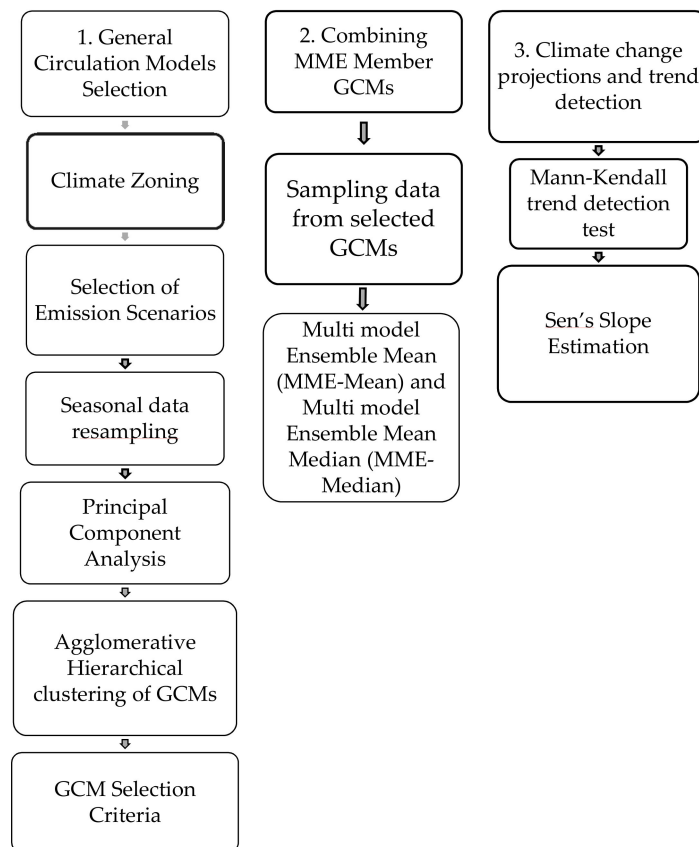 1. General
Circulation Models
Selection
Climate Zoning
Selection of
Emission Scenarios
Seasonal data
resampling
Principal
Component
Analysis
Agglomerative
Hierarchical
clustering of GCMs
GCM Selection
Criteria
2. Combining
MME Member
GCMs
Sampling data
from selected
GCMs
Multi model
Ensemble Mean
(MME-Mean) and
Multi model
Ensemble Mean
Median (MME-
Median)
3. Climate change
projections and trend
detection
Mann-Kendall
trend detection
test
Sen’s Slope
Estimation